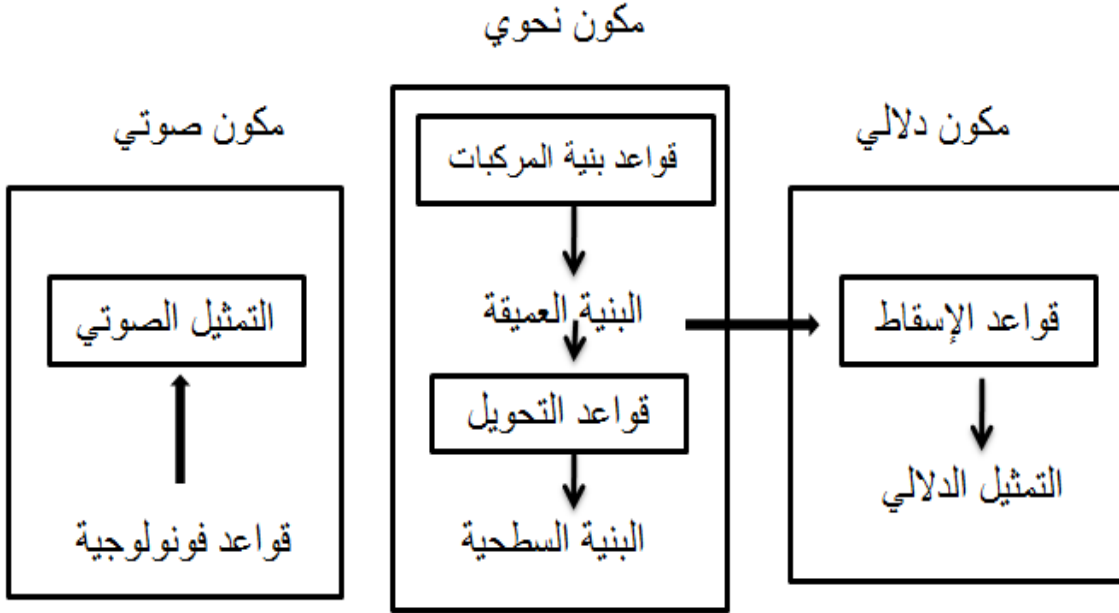 مكون نحوي
مكون دلالي
مكون صوتي
قواعد بنية المركبات
البنية العميقة
قواعد الإسقاط
التمثيل الصوتي
قواعد التحويل
التمثيل الدلالي
البنية السطحية
قواعد فونولوجية